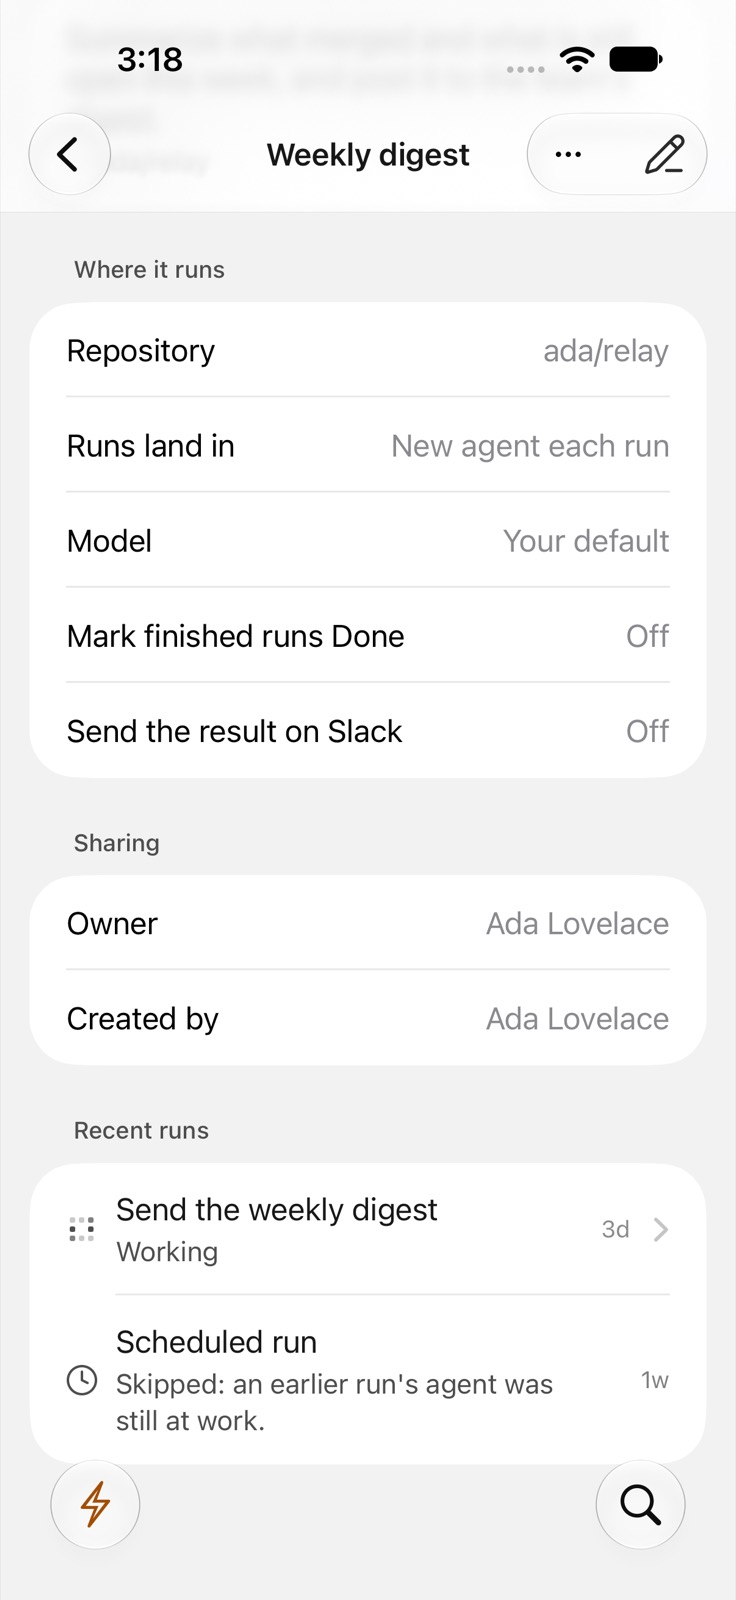 3:18
Weekly digest
Where it runs
Repository
ada/relay
Runs land in
New agent each run
Model
Your default
Mark finished runs Done
Off
Send the result on Slack
Off
Sharing
Owner
Ada Lovelace
Created by
Ada Lovelace
Recent runs
Send the weekly digest
Working
3d
Scheduled run
Skipped: an earlier run's agent was
still at work.
1w